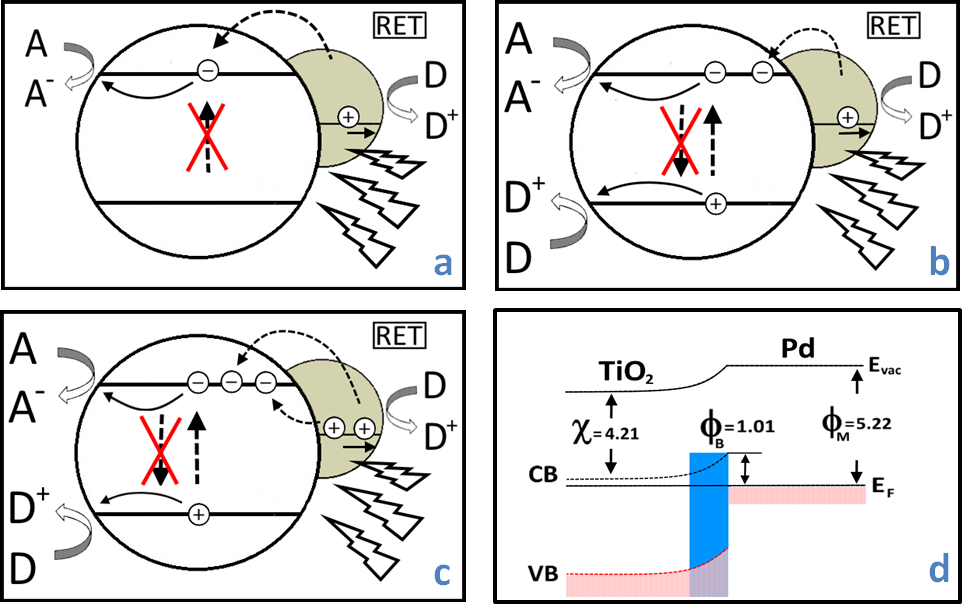 RET
A
A⁻
−
+
D
D⁺
a
RET
A
A⁻
− −
+
D
D⁺
D⁺
D
+
b
RET
A
A⁻
− − −
+ +
D
D⁺
D⁺
D
+
c
TiO₂
Pd
E_vac
χ=4.21
ϕ_B=1.01
ϕ_M=5.22
CB
E_F
VB
d